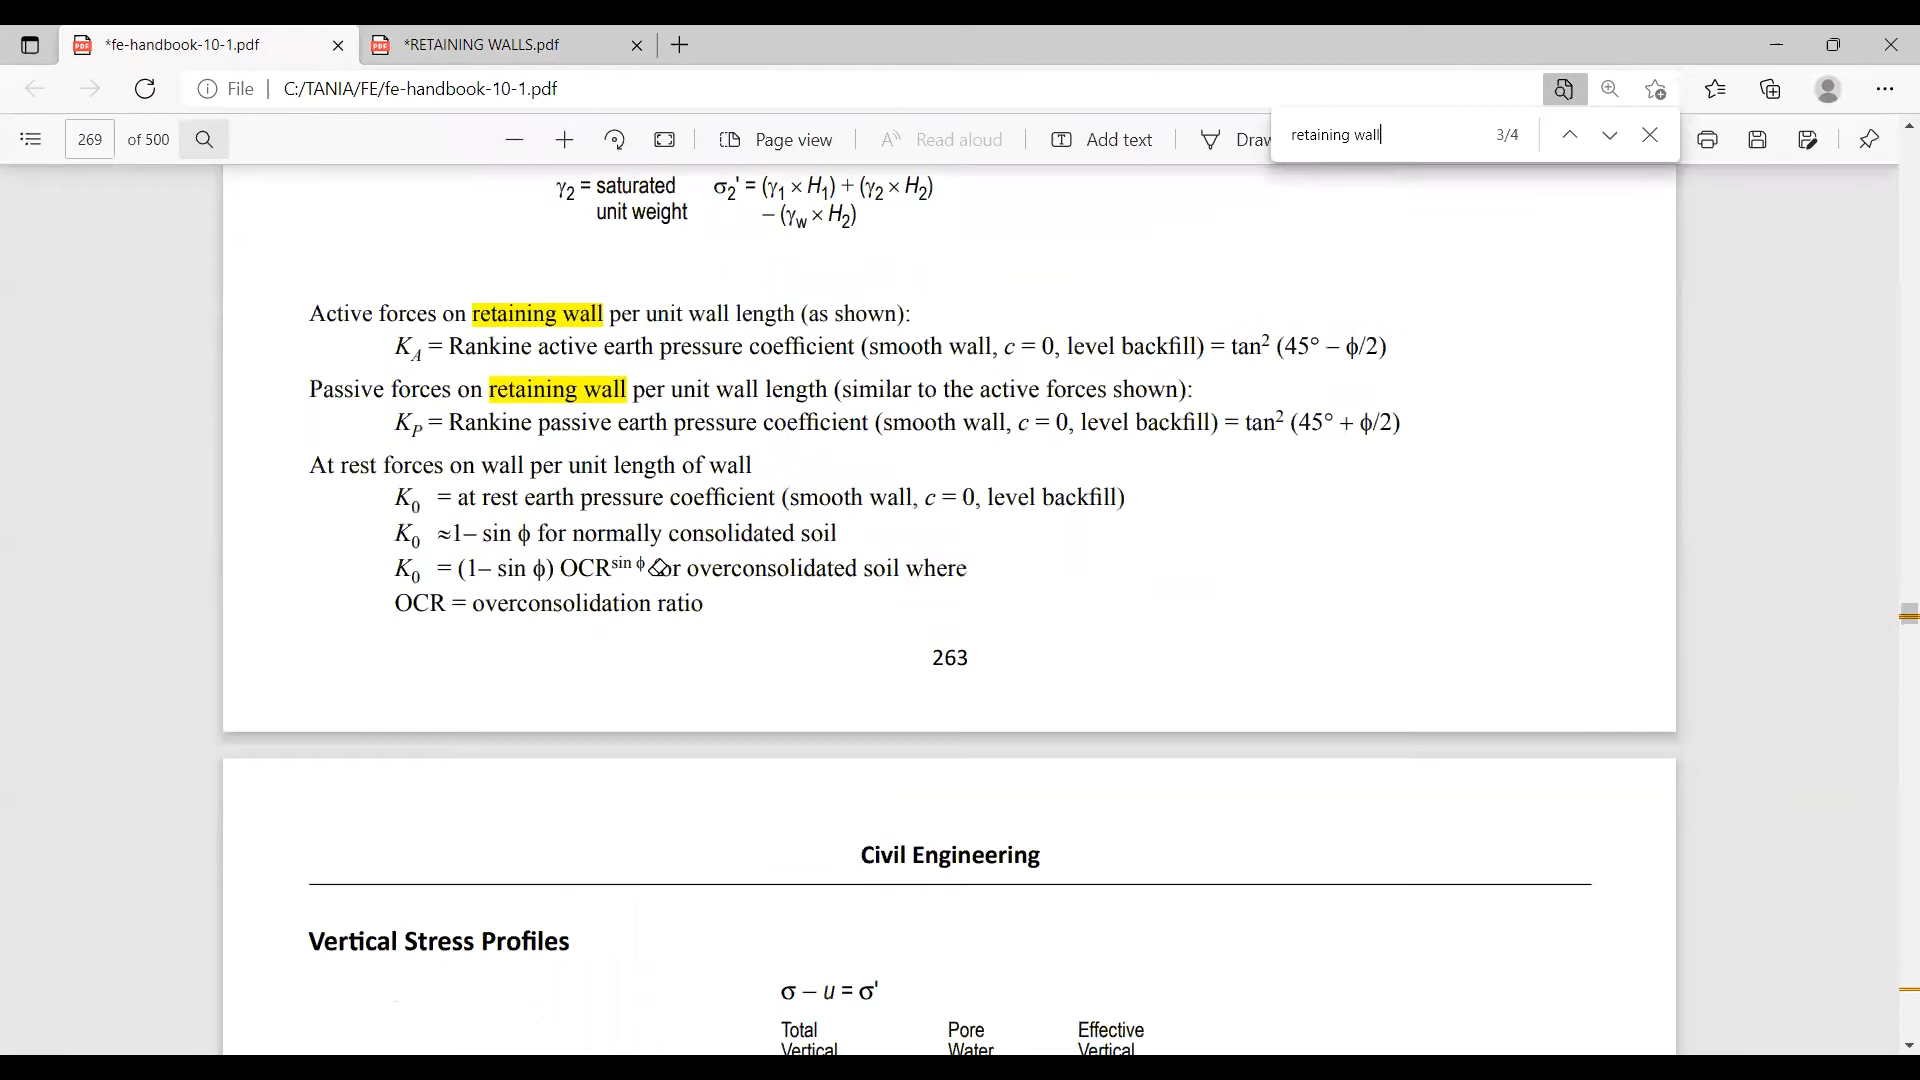 *fe-handbook-10-1.pdf
*RETAINING WALLS.pdf
File
C:/TANIA/FE/fe-handbook-10-1.pdf
269 of 500
Page view
Read aloud
Add text
Draw
retaining wall
3/4
γ2 = saturated unit weight
σ2' = (γ1 × H1) + (γ2 × H2)
– (γw × H2)
Active forces on retaining wall per unit wall length (as shown):
KA = Rankine active earth pressure coefficient (smooth wall, c = 0, level backfill) = tan² (45° – ϕ/2)
Passive forces on retaining wall per unit wall length (similar to the active forces shown):
KP = Rankine passive earth pressure coefficient (smooth wall, c = 0, level backfill) = tan² (45° + ϕ/2)
At rest forces on wall per unit length of wall
K0 = at rest earth pressure coefficient (smooth wall, c = 0, level backfill)
K0 ≈1– sin ϕ for normally consolidated soil
K0 = (1– sin ϕ) OCR^sin ϕ for overconsolidated soil where
OCR = overconsolidation ratio
263
Civil Engineering
Vertical Stress Profiles
σ – u = σ'
Total Pore Effective
Vertical Water Vertical